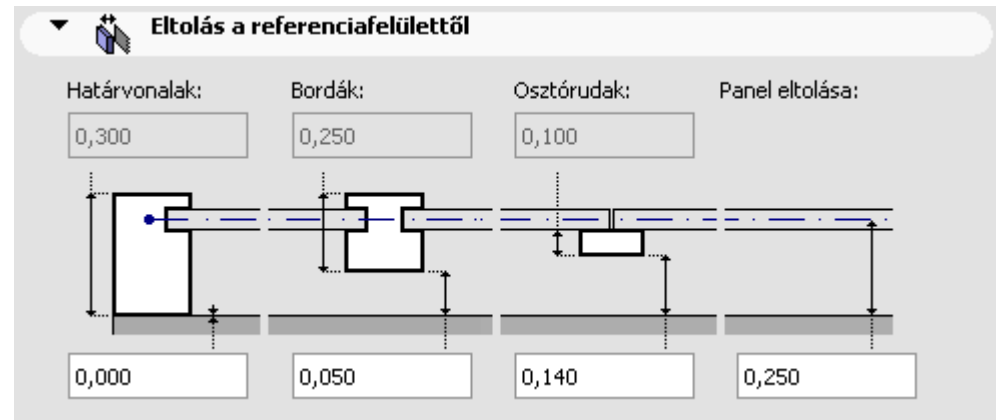 Eltolás a referenciafelülettől
Határvonalak: Bordák: Osztórudak: Panel eltolása:
0,300 0,250 0,100
0,000 0,050 0,140 0,250